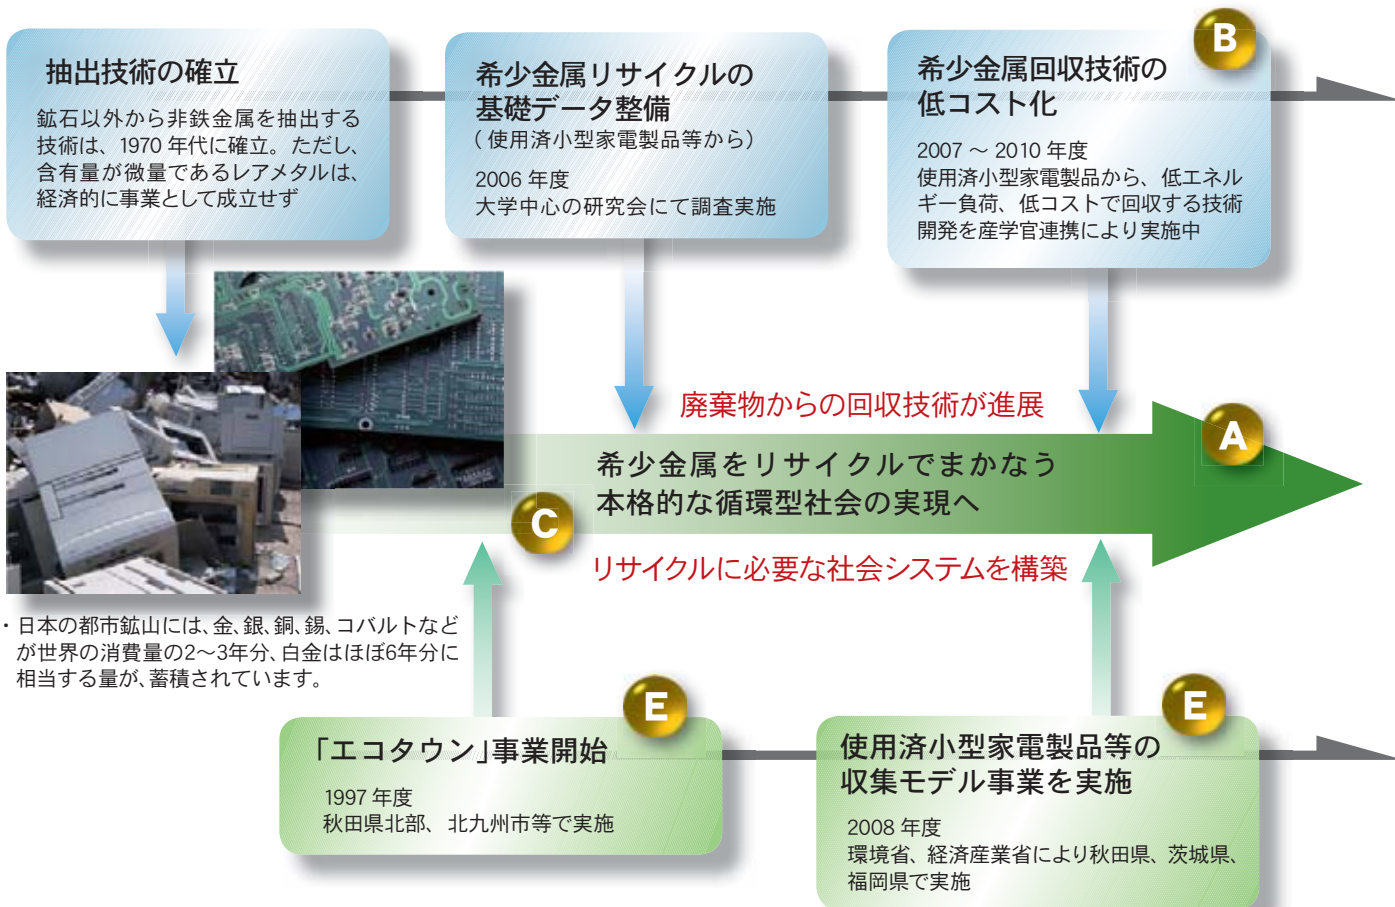 抽出技術の確立
鉱石以外から非鉄金属を抽出する
技術は、1970 年代に確立。ただし、
含有量が微量であるレアメタルは、
経済的に事業として成立せず
希少金属リサイクルの
基礎データ整備
（使用済小型家電製品等から）
2006 年度
大学中心の研究会にて調査実施
B
希少金属回収技術の
低コスト化
2007 ～ 2010 年度
使用済小型家電製品から、低エネル
ギー負荷、低コストで回収する技術
開発を産学官連携により実施中
廃棄物からの回収技術が進展
A
希少金属をリサイクルでまかなう
本格的な循環型社会の実現へ
C
リサイクルに必要な社会システムを構築
・日本の都市鉱山には、金、銀、銅、錫、コバルトなど
が世界の消費量の2～3年分、白金はほぼ6年分に
相当する量が、蓄積されています。
E
「エコタウン」事業開始
1997 年度
秋田県北部、北九州市等で実施
E
使用済小型家電製品等の
収集モデル事業を実施
2008 年度
環境省、経済産業省により秋田県、茨城県、
福岡県で実施